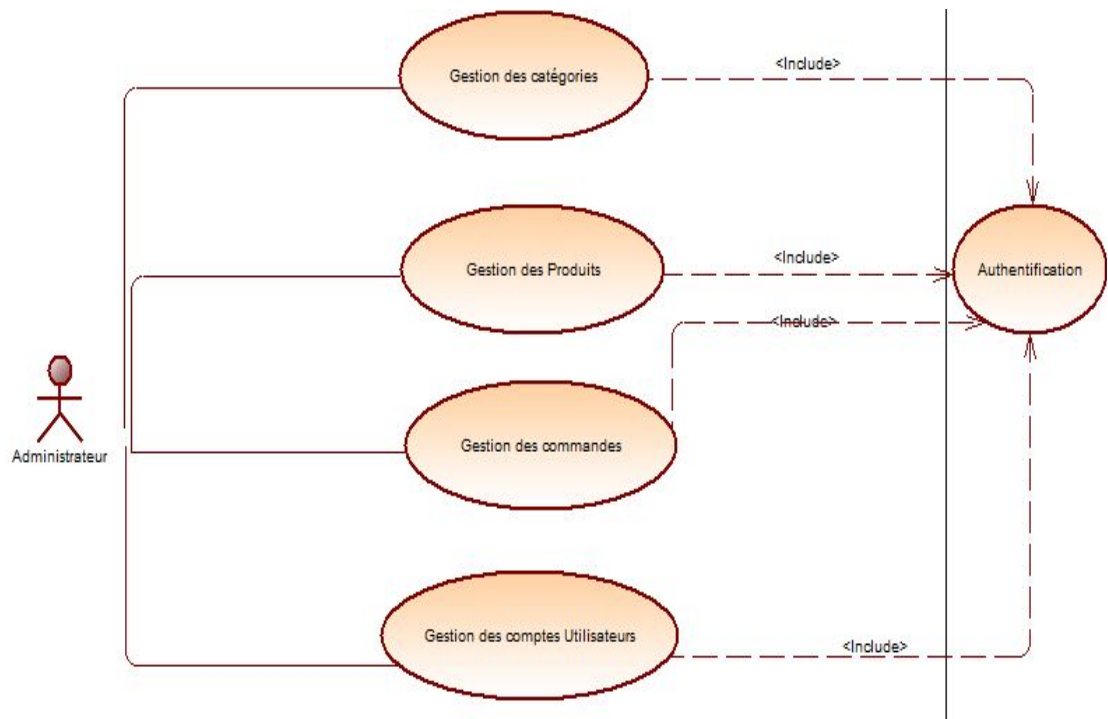 Gestion des catégories
<Include>
Gestion des Produits
<Include>
Authentification
<Include>
Gestion des commandes
Administrateur
Gestion des comptes Utilisateurs
<Include>